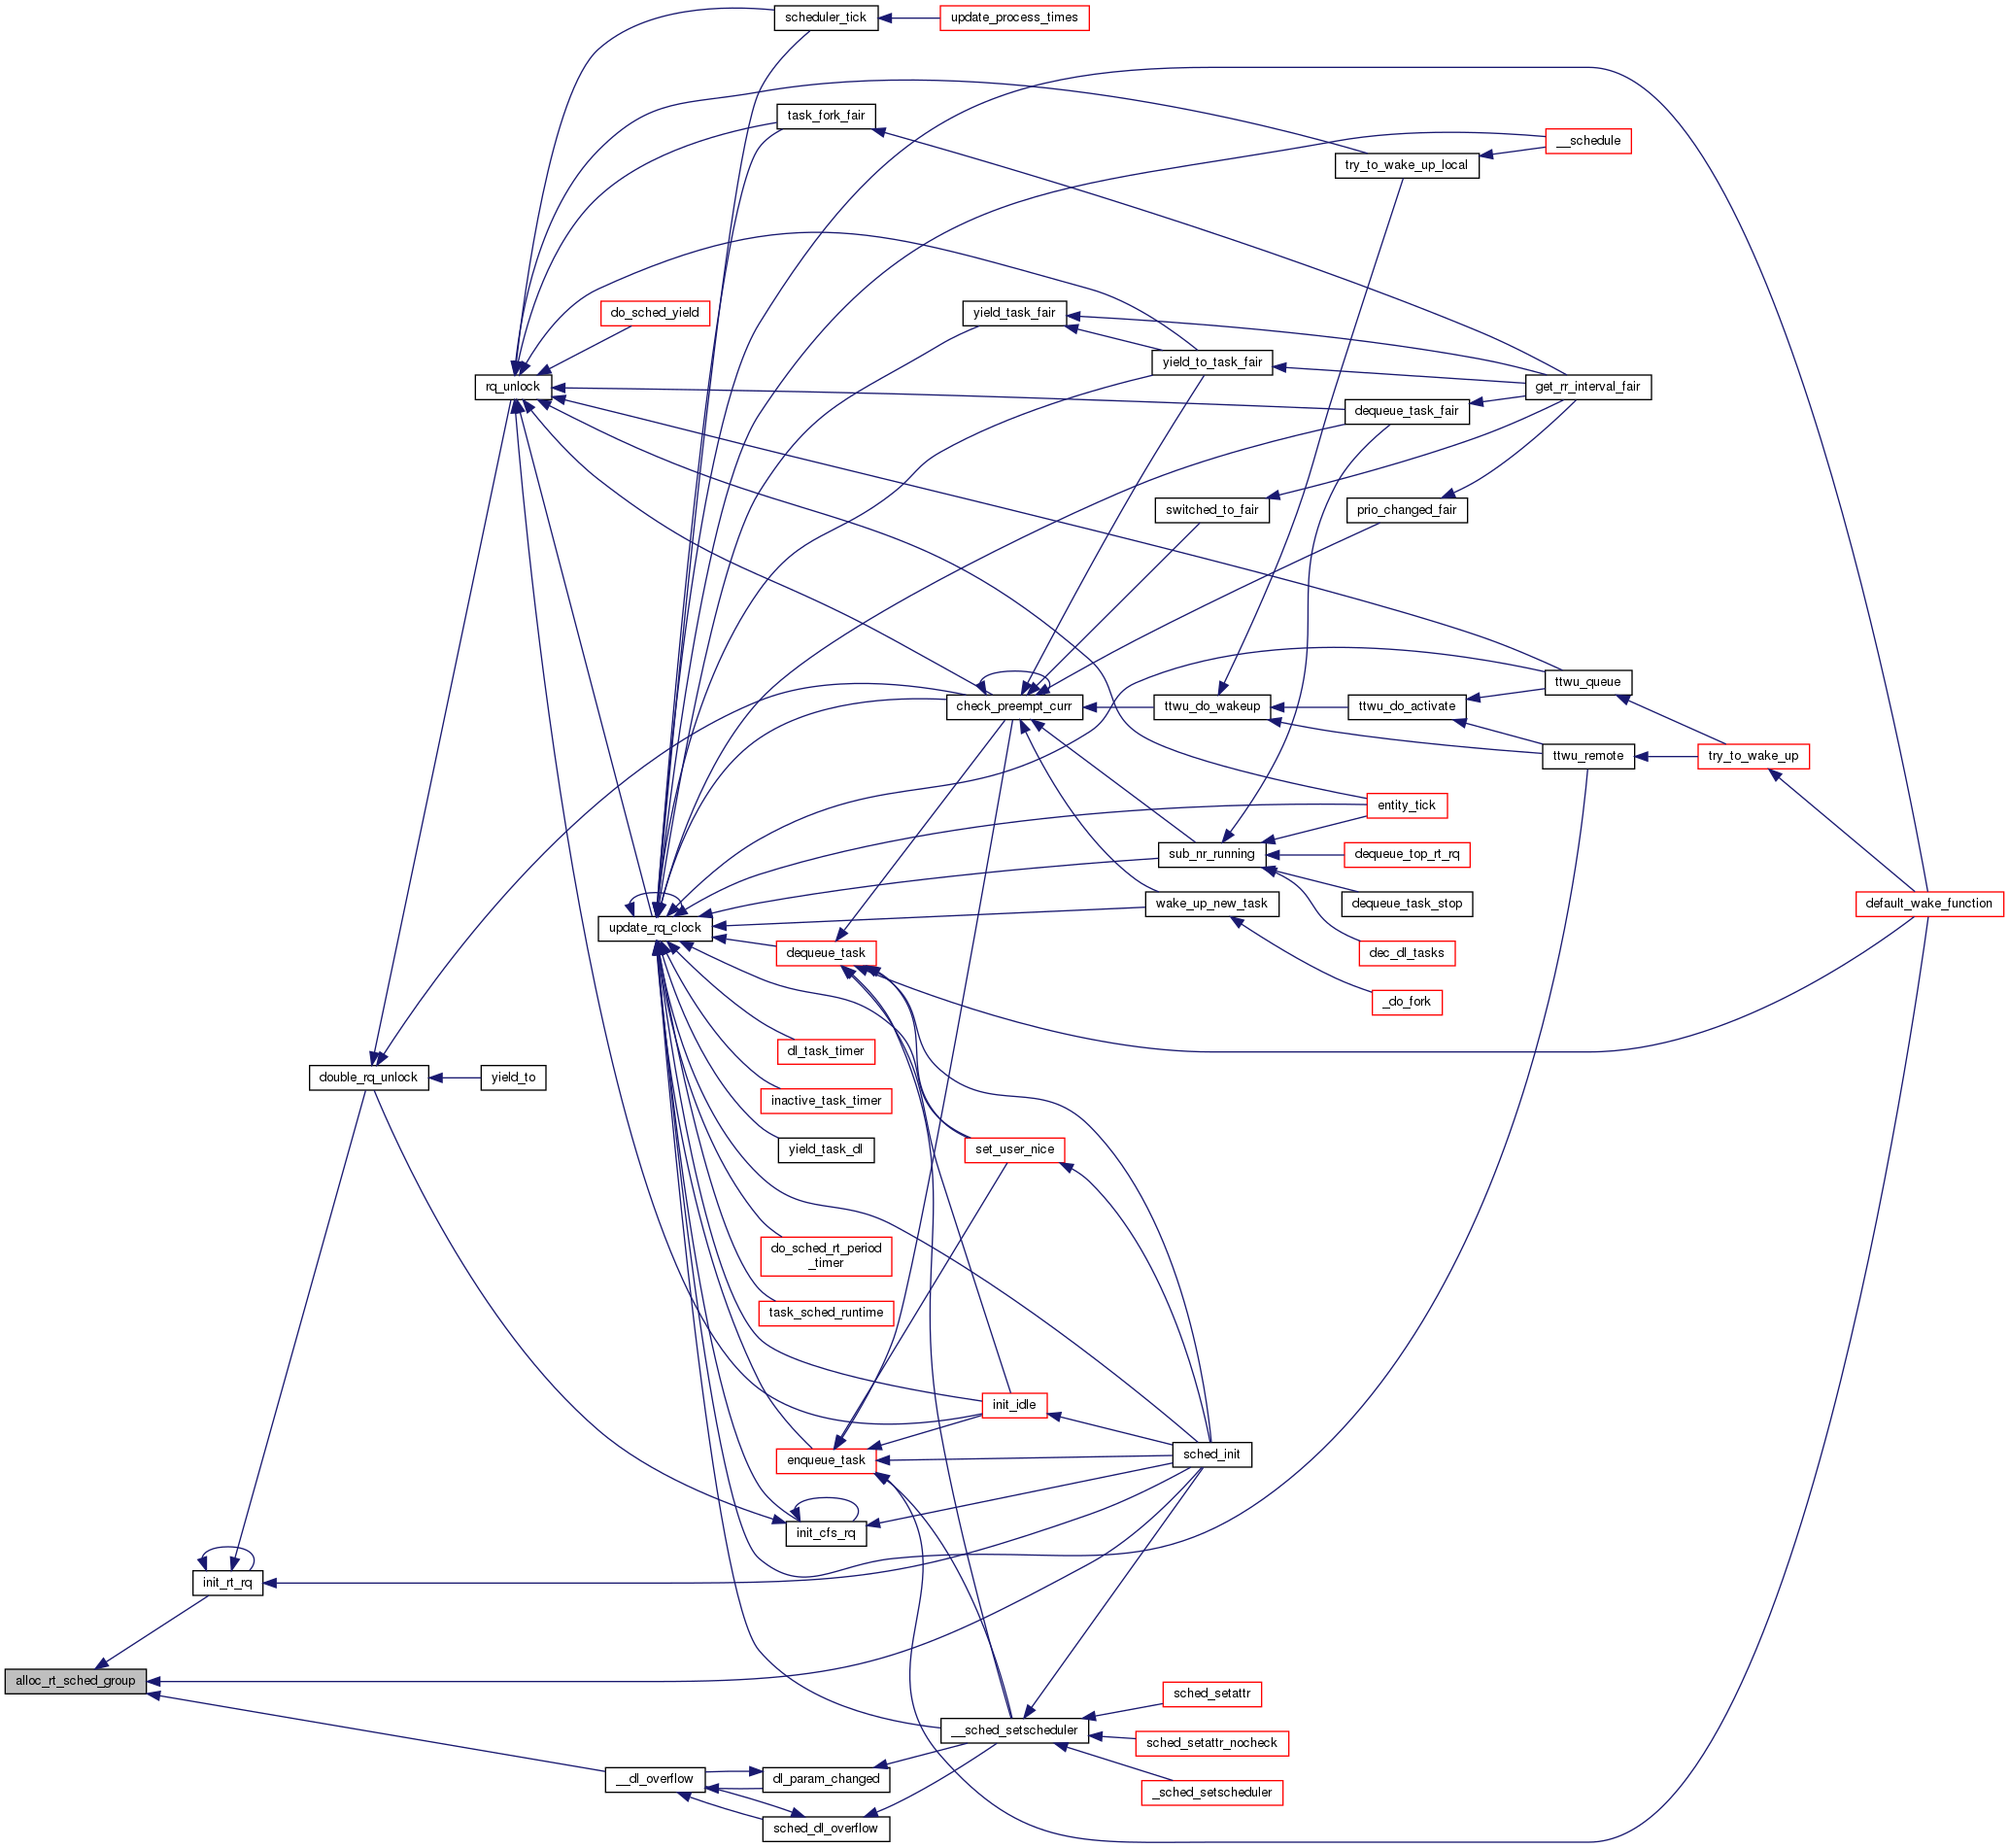 scheduler_tick
update_process_times
task_fork_fair
__schedule
try_to_wake_up_local
do_sched_yield
yield_task_fair
yield_to_task_fair
rq_unlock
get_rr_interval_fair
dequeue_task_fair
switched_to_fair
prio_changed_fair
ttwu_queue
check_preempt_curr
ttwu_do_wakeup
ttwu_do_activate
ttwu_remote
try_to_wake_up
entity_tick
sub_nr_running
dequeue_top_rt_rq
wake_up_new_task
dequeue_task_stop
default_wake_function
update_rq_clock
dequeue_task
dec_dl_tasks
_do_fork
dl_task_timer
double_rq_unlock
yield_to
inactive_task_timer
yield_task_dl
set_user_nice
do_sched_rt_period
_timer
task_sched_runtime
init_idle
sched_init
enqueue_task
init_cfs_rq
init_rt_rq
alloc_rt_sched_group
sched_setattr
__sched_setscheduler
sched_setattr_nocheck
__dl_overflow
dl_param_changed
_sched_setscheduler
sched_dl_overflow